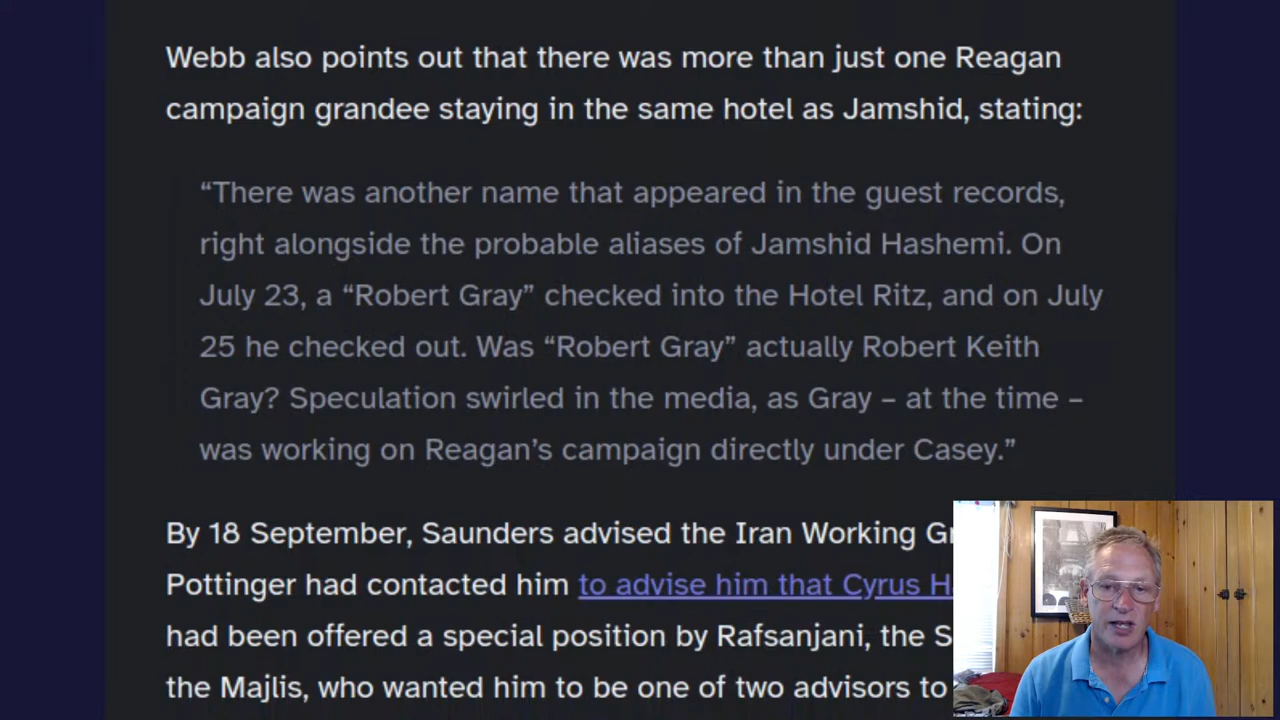 Webb also points out that there was more than just one Reagan
campaign grandee staying in the same hotel as Jamshid, stating:
“There was another name that appeared in the guest records,
right alongside the probable aliases of Jamshid Hashemi. On
July 23, a “Robert Gray” checked into the Hotel Ritz, and on July
25 he checked out. Was “Robert Gray” actually Robert Keith
Gray? Speculation swirled in the media, as Gray – at the time –
was working on Reagan’s campaign directly under Casey.”
By 18 September, Saunders advised the Iran Working
Pottinger had contacted him to advise him that Cyrus
had been offered a special position by Rafsanjani, the
the Majlis, who wanted him to be one of two advisors to